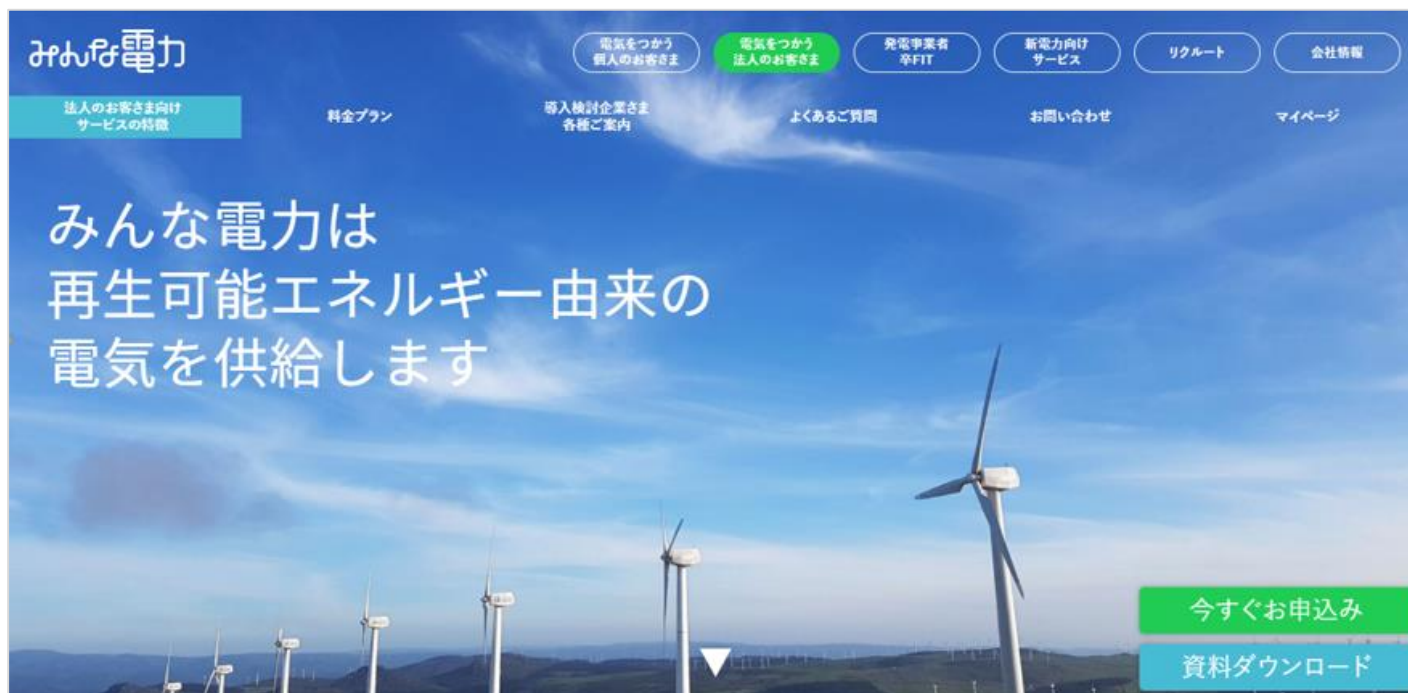 みんな電力
電気をつかう
個人のお客さま
電気をつかう
法人のお客さま
発電事業者
卒FIT
新電力向け
サービス
リクルート
会社情報
法人のお客さま向け
サービスの特徴
料金プラン
導入検討企業さま
各種ご案内
よくあるご質問
お問い合わせ
マイページ
みんな電力は
再生可能エネルギー由来の
電気を供給します
今すぐお申込み
資料ダウンロード